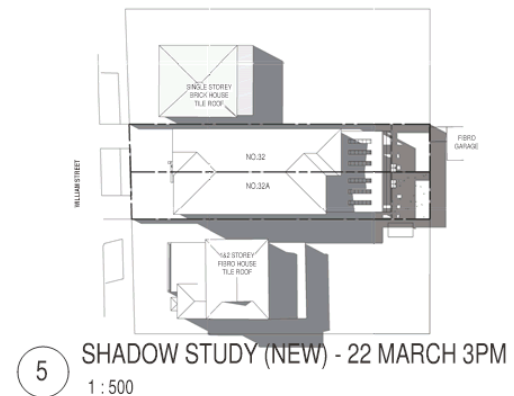 SINGLE STOREY
BRICK HOUSE
TILE ROOF
FIBRO
GARAGE
NO.32
WILLIAM STREET
NO.32A
1&2 STOREY
FIBRO HOUSE
TILE ROOF
5
SHADOW STUDY (NEW) - 22 MARCH 3PM
1 : 500